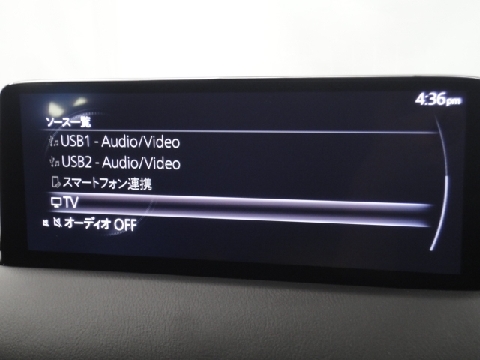 4:36pm
ソース一覧
USB1 - Audio/Video
USB2 - Audio/Video
スマートフォン連携
TV
オーディオ OFF